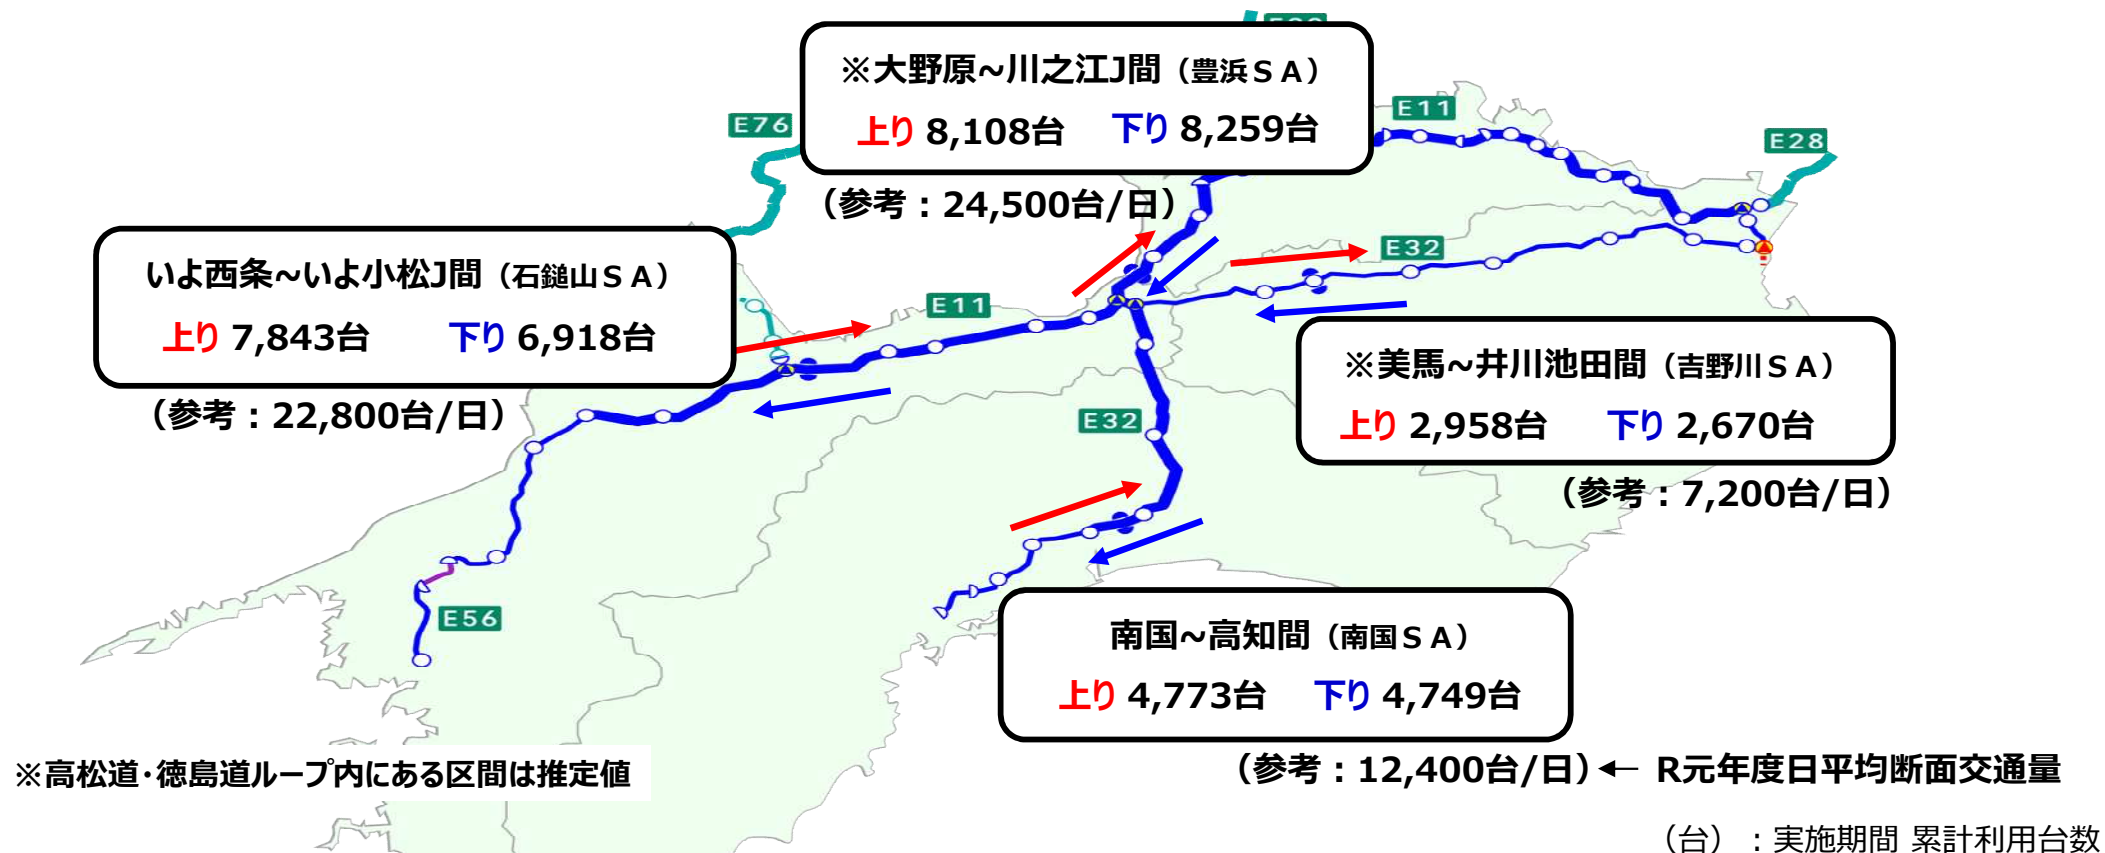 ※大野原~川之江J間（豊浜ＳＡ）
上り 8,108台 下り 8,259台
（参考：24,500台/日）
E76
E11
E28
いよ西条~いよ小松J間（石鎚山ＳＡ）
上り 7,843台 下り 6,918台
（参考：22,800台/日）
E11
E32
※美馬~井川池田間（吉野川ＳＡ）
上り 2,958台 下り 2,670台
（参考：7,200台/日）
E32
E56
南国~高知間（南国ＳＡ）
上り 4,773台 下り 4,749台
（参考：12,400台/日）← R元年度日平均断面交通量
※高松道･徳島道ループ内にある区間は推定値
（台）：実施期間 累計利用台数